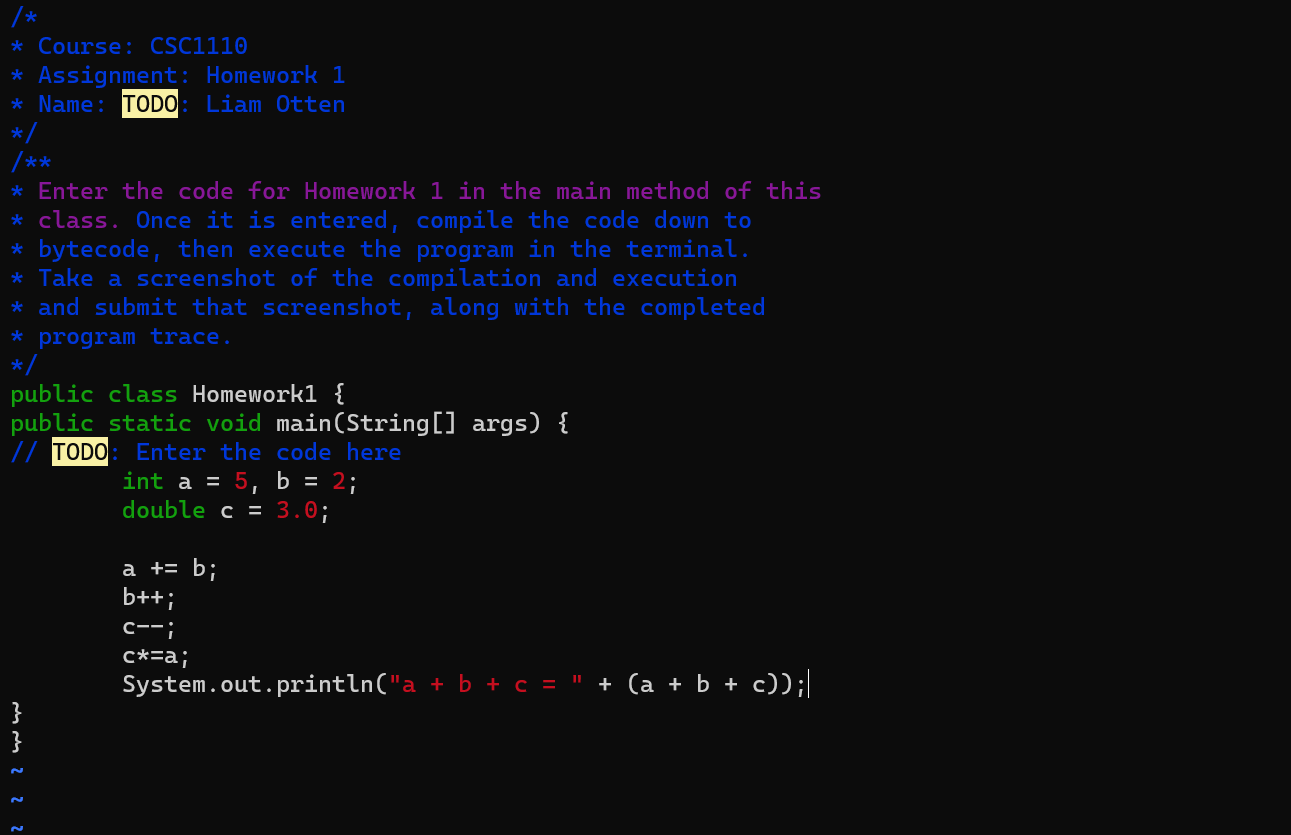 /*
* Course: CSC1110
* Assignment: Homework 1
* Name: TODO: Liam Otten
*/
/**
* Enter the code for Homework 1 in the main method of this
* class. Once it is entered, compile the code down to
* bytecode, then execute the program in the terminal.
* Take a screenshot of the compilation and execution
* and submit that screenshot, along with the completed
* program trace.
*/
public class Homework1 {
public static void main(String[] args) {
// TODO: Enter the code here
        int a = 5, b = 2;
        double c = 3.0;

        a += b;
        b++;
        c--;
        c*=a;
        System.out.println("a + b + c = " + (a + b + c));
}
}
~
~
~